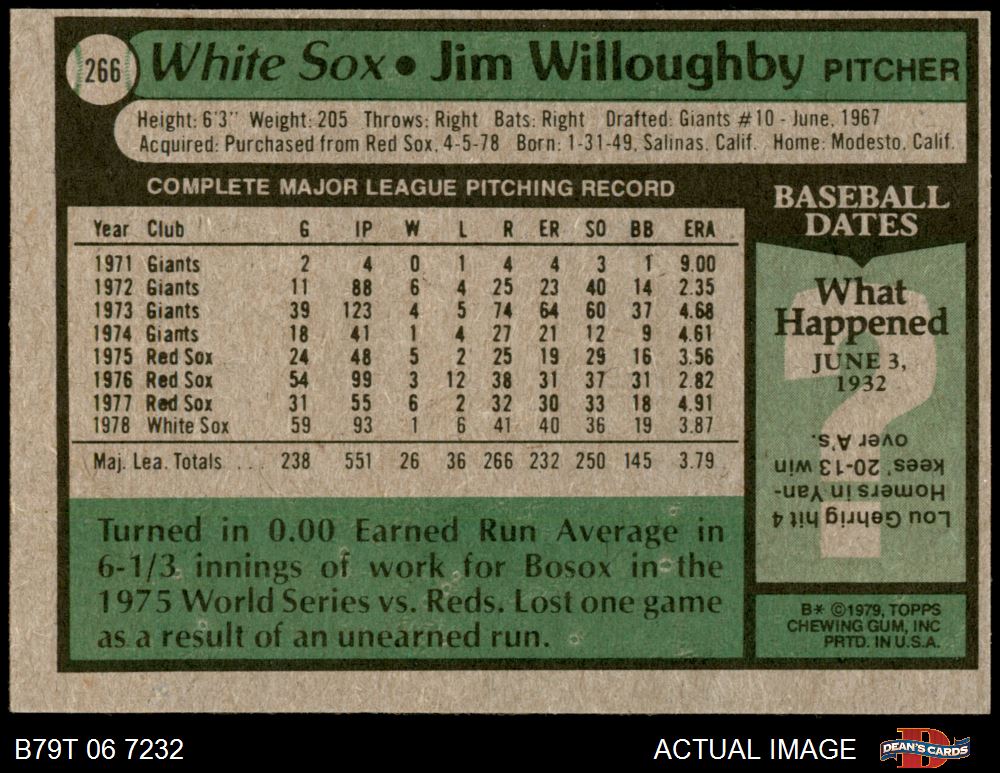 266 White Sox • Jim Willoughby PITCHER
Height: 6'3" Weight: 205 Throws: Right Bats: Right Drafted: Giants #10 - June, 1967
Acquired: Purchased from Red Sox, 4-5-78 Born: 1-31-49, Salinas, Calif. Home: Modesto, Calif.
COMPLETE MAJOR LEAGUE PITCHING RECORD
Year Club G IP W L R ER SO BB ERA
1971 Giants 2 4 0 1 4 4 3 1 9.00
1972 Giants 11 88 6 4 25 23 40 14 2.35
1973 Giants 39 123 4 5 74 64 60 37 4.68
1974 Giants 18 41 1 4 27 21 12 9 4.61
1975 Red Sox 24 48 5 2 25 19 29 16 3.56
1976 Red Sox 54 99 3 12 38 31 37 31 2.82
1977 Red Sox 31 55 6 2 32 30 33 18 4.91
1978 White Sox 59 93 1 6 41 40 36 19 3.87
Maj. Lea. Totals . . . 238 551 26 36 266 232 250 145 3.79
Turned in 0.00 Earned Run Average in
6-1/3 innings of work for Bosox in the
1975 World Series vs. Reds. Lost one game
as a result of an unearned run.
BASEBALL
DATES
What
Happened
JUNE 3,
1932
Lou Gehrig hit 4
Homers in Yan-
kees' 20-13 win
over A's.
B* ©1979, TOPPS
CHEWING GUM, INC
PRTD. IN U.S.A.
B79T 06 7232
ACTUAL IMAGE
DEAN'S CARDS